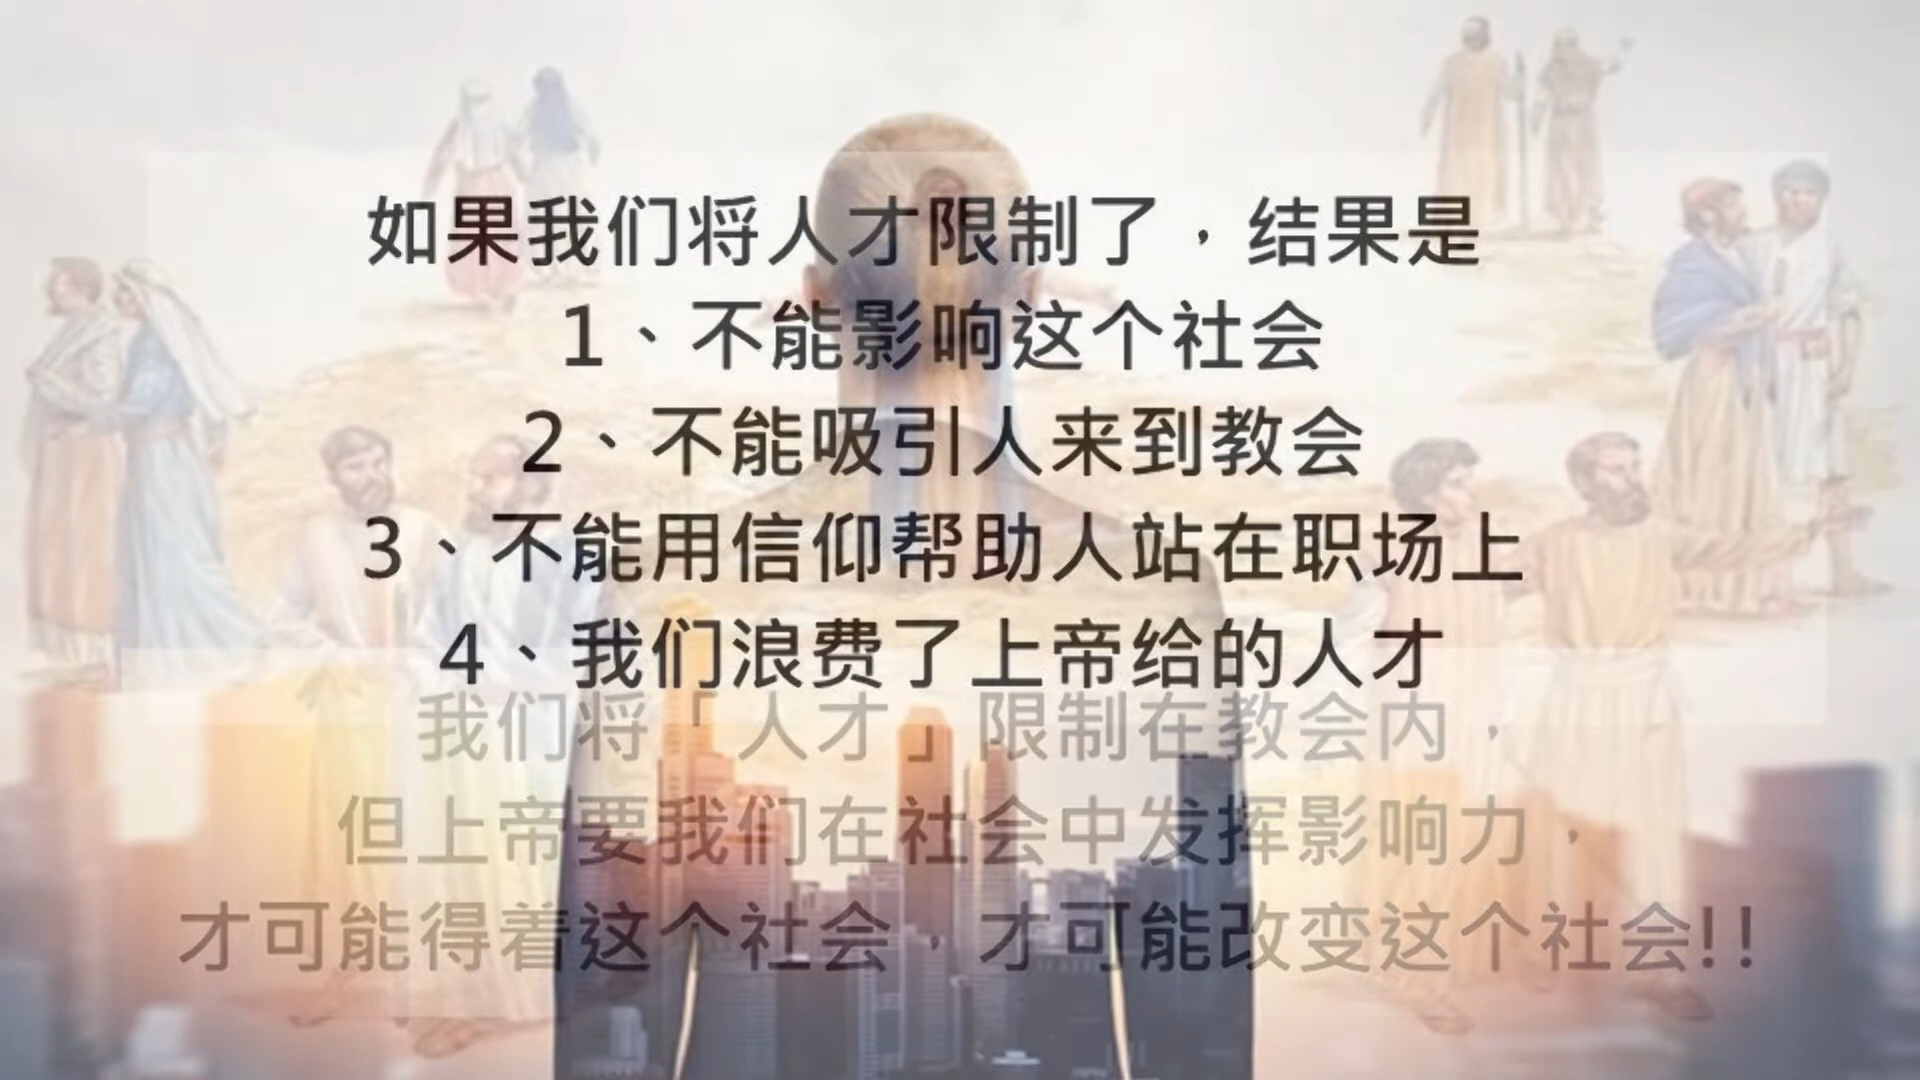 如果我们将人才限制了，结果是
1、不能影响这个社会
2、不能吸引人来到教会
3、不能用信仰帮助人站在职场上
4、我们浪费了上帝给的人才
我们将「人才」限制在教会内，
但上帝要我们在社会中发挥影响力，
才可能得着这个社会，才可能改变这个社会!!